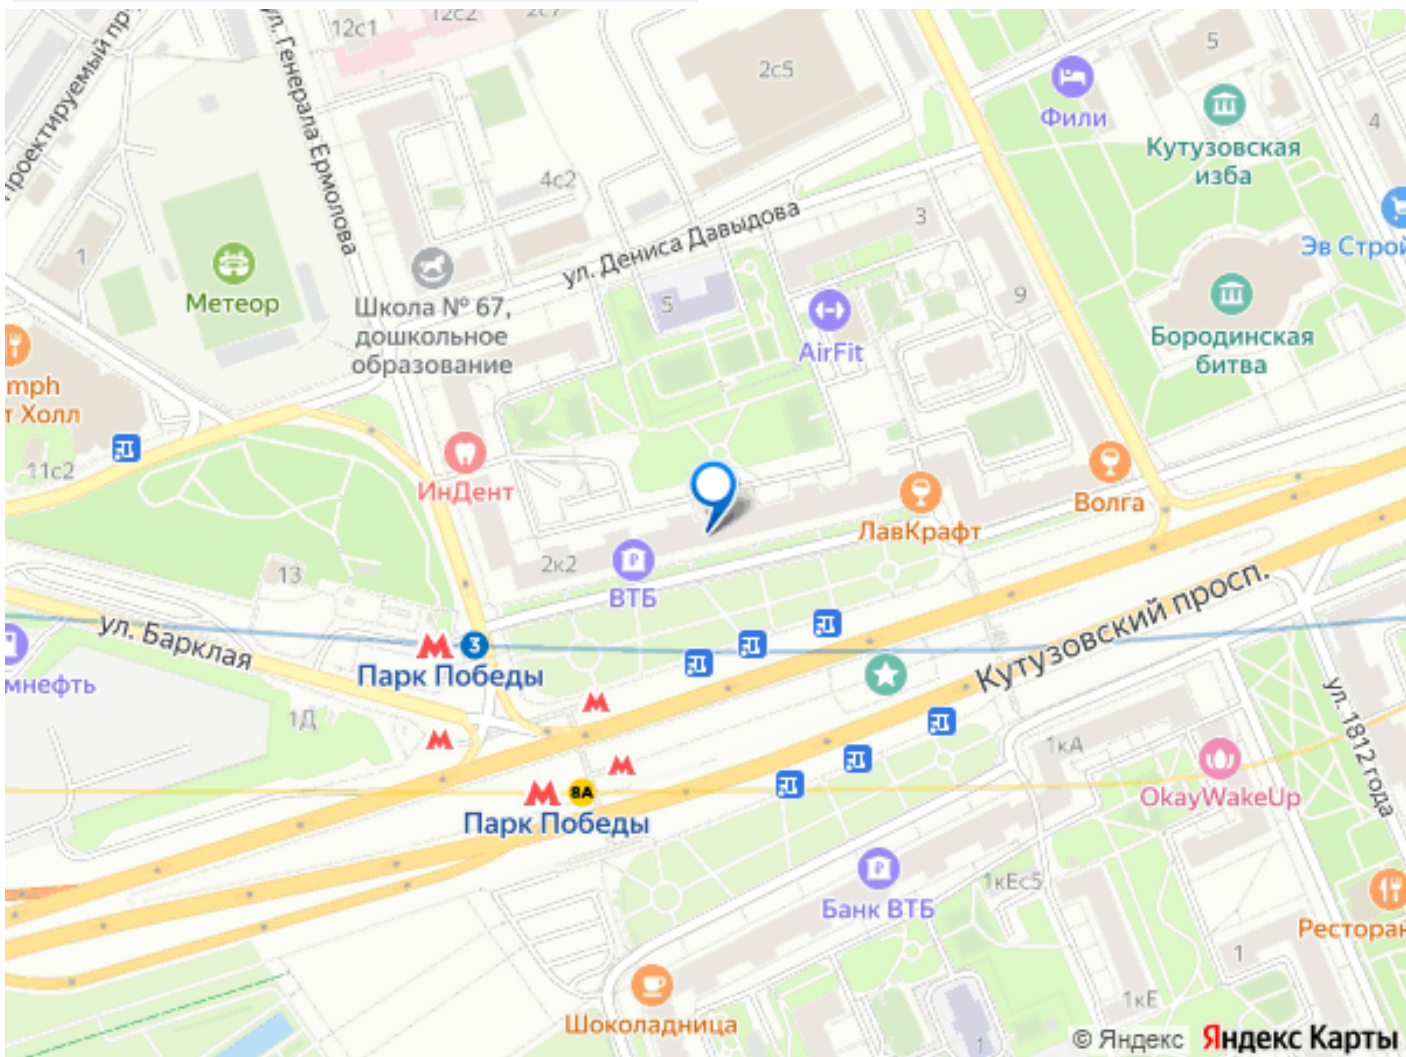 12с1
12с2
2с7
Проектируемый пр
ул. Генерала Ермолова
2с5
5
Фили
Кутузовская
изба
4
4с2
ул. Дениса Давыдова
3
Эв Строй
1
Метеор
Школа № 67,
дошкольное
образование
5
9
AirFit
Бородинская
битва
mph
т Холл
11с2
ИнДент
Волга
ЛавКрафт
2к2
ВТБ
13
ул. Барклая
3
Парк Победы
мнефть
Кутузовский просп.
1Д
1кА
ул. 1812 года
8А
Парк Победы
OkayWakeUp
Банк ВТБ
1кЕс5
Ресторан
1
1кЕ
1
Шоколадница
© Яндекс Яндекс Карты